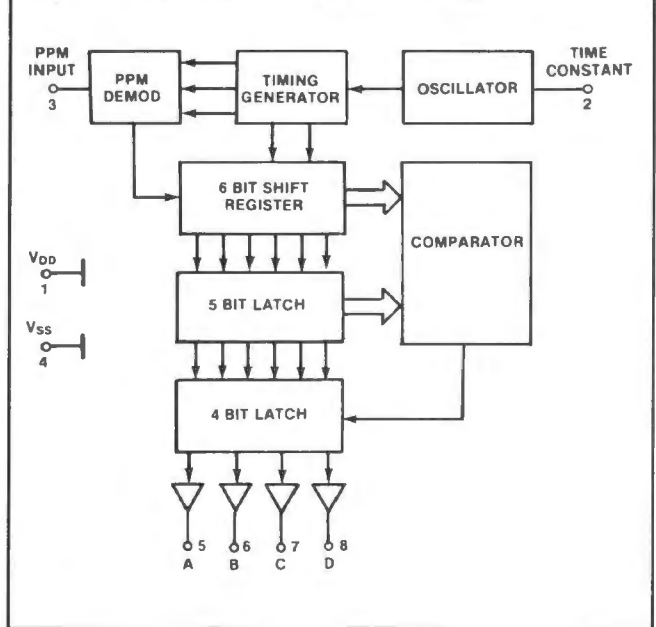 PPM
INPUT
3
PPM
DEMOD
TIMING
GENERATOR
OSCILLATOR
TIME
CONSTANT
2
6 BIT SHIFT
REGISTER
COMPARATOR
VDD
1
5 BIT LATCH
VSS
4
4 BIT LATCH
5
6
7
8
A
B
C
D